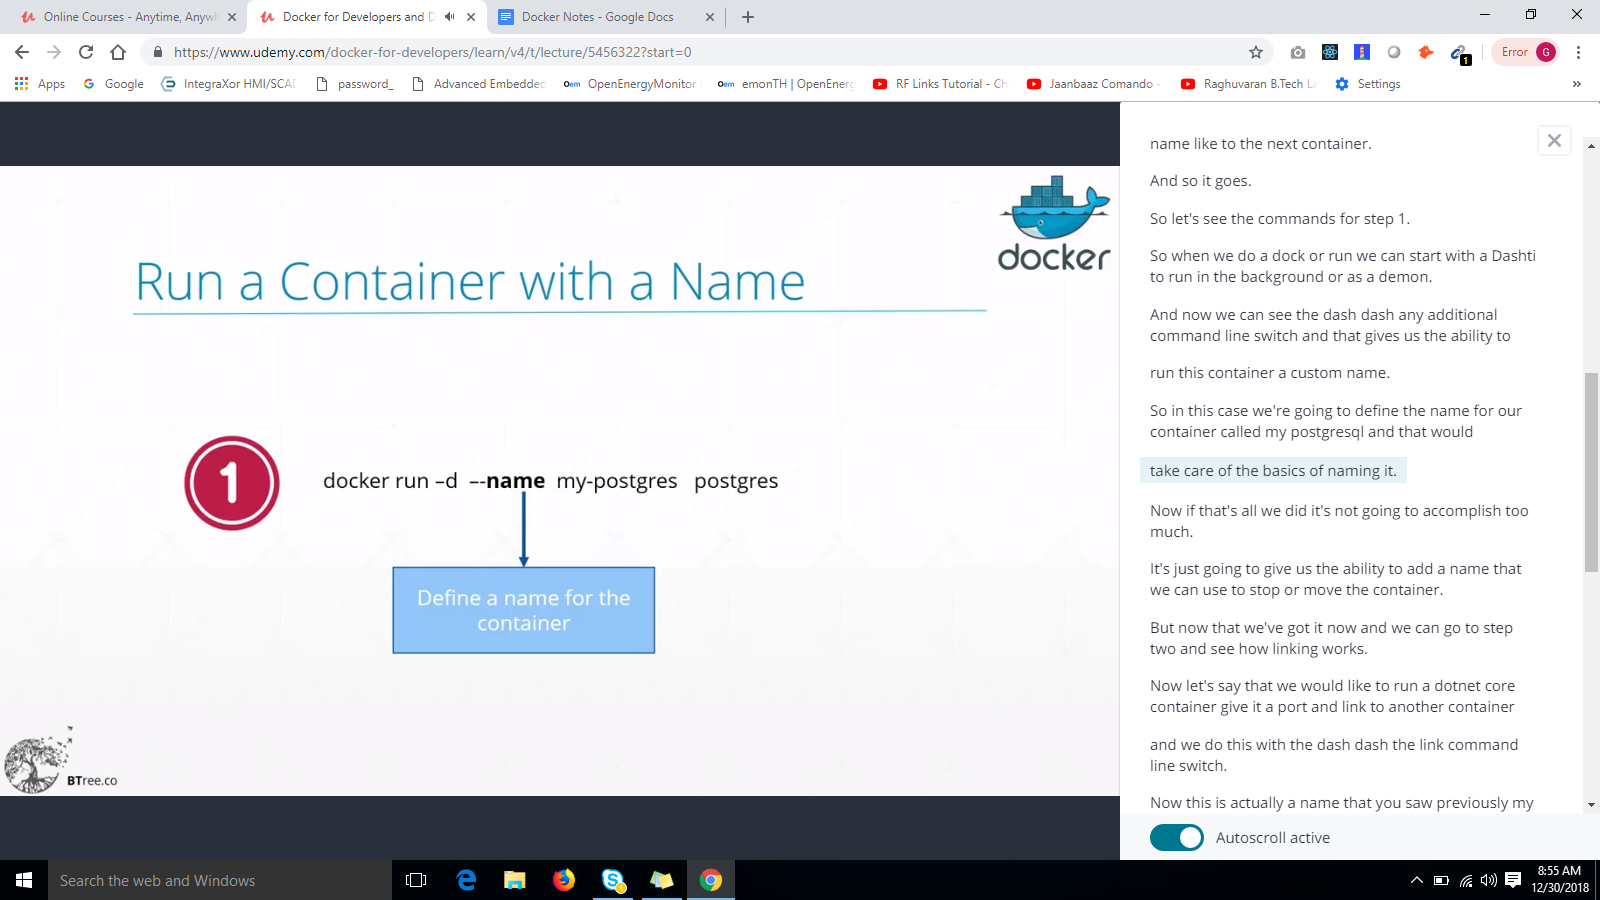 Online Courses - Anytime, Anywh
Docker for Developers and D
Docker Notes - Google Docs
https://www.udemy.com/docker-for-developers/learn/v4/t/lecture/5456322?start=0
1
Error
G
Apps
Google
IntegraXor HMI/SCAD
password_
Advanced Embedded
OpenEnergyMonitor
emonTH | OpenEnerg
RF Links Tutorial - Ch
Jaanbaaz Comando -
Raghuvaran B.Tech La
Settings
»
docker
Run a Container with a Name
1
docker run –d –-name my-postgres postgres
Define a name for the
container
BTree.co
name like to the next container.
And so it goes.
So let's see the commands for step 1.
So when we do a dock or run we can start with a Dashti
to run in the background or as a demon.
And now we can see the dash dash any additional
command line switch and that gives us the ability to
run this container a custom name.
So in this case we're going to define the name for our
container called my postgresql and that would
take care of the basics of naming it.
Now if that's all we did it's not going to accomplish too
much.
It's just going to give us the ability to add a name that
we can use to stop or move the container.
But now that we've got it now and we can go to step
two and see how linking works.
Now let's say that we would like to run a dotnet core
container give it a port and link to another container
and we do this with the dash dash the link command
line switch.
Now this is actually a name that you saw previously my
Autoscroll active
Search the web and Windows
8:55 AM
12/30/2018